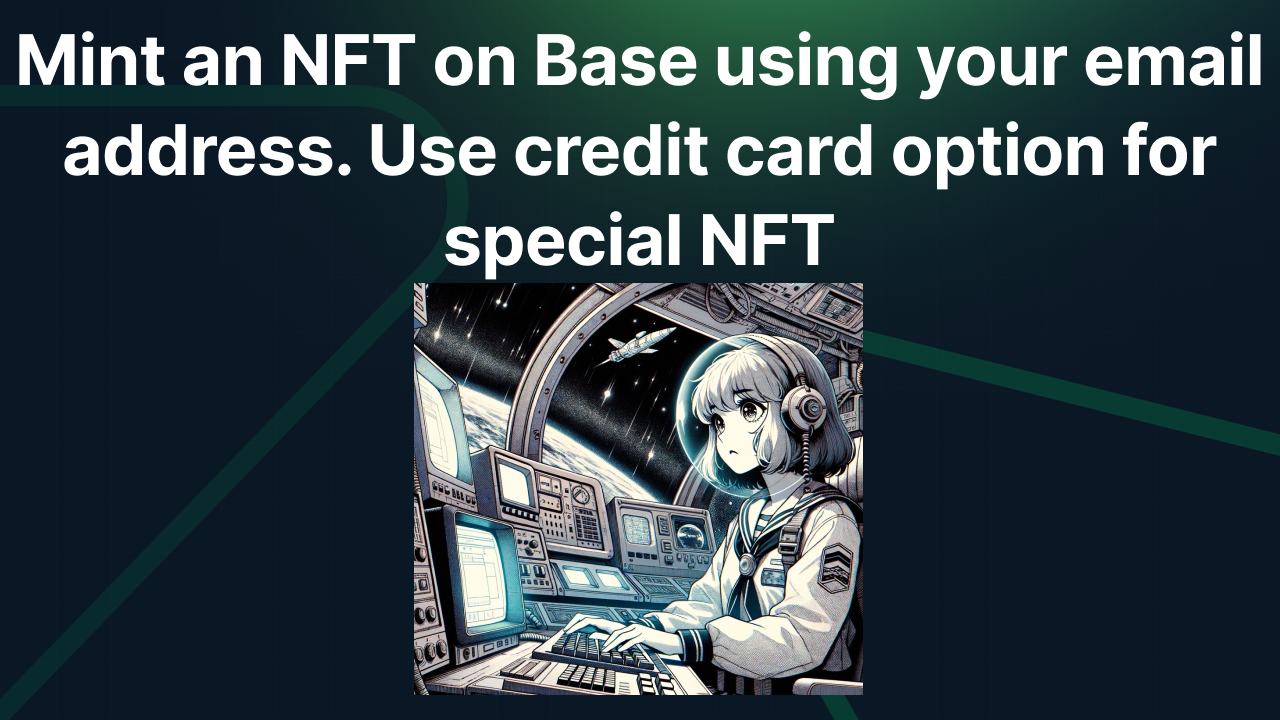 Mint an NFT on Base using your email
address. Use credit card option for
special NFT